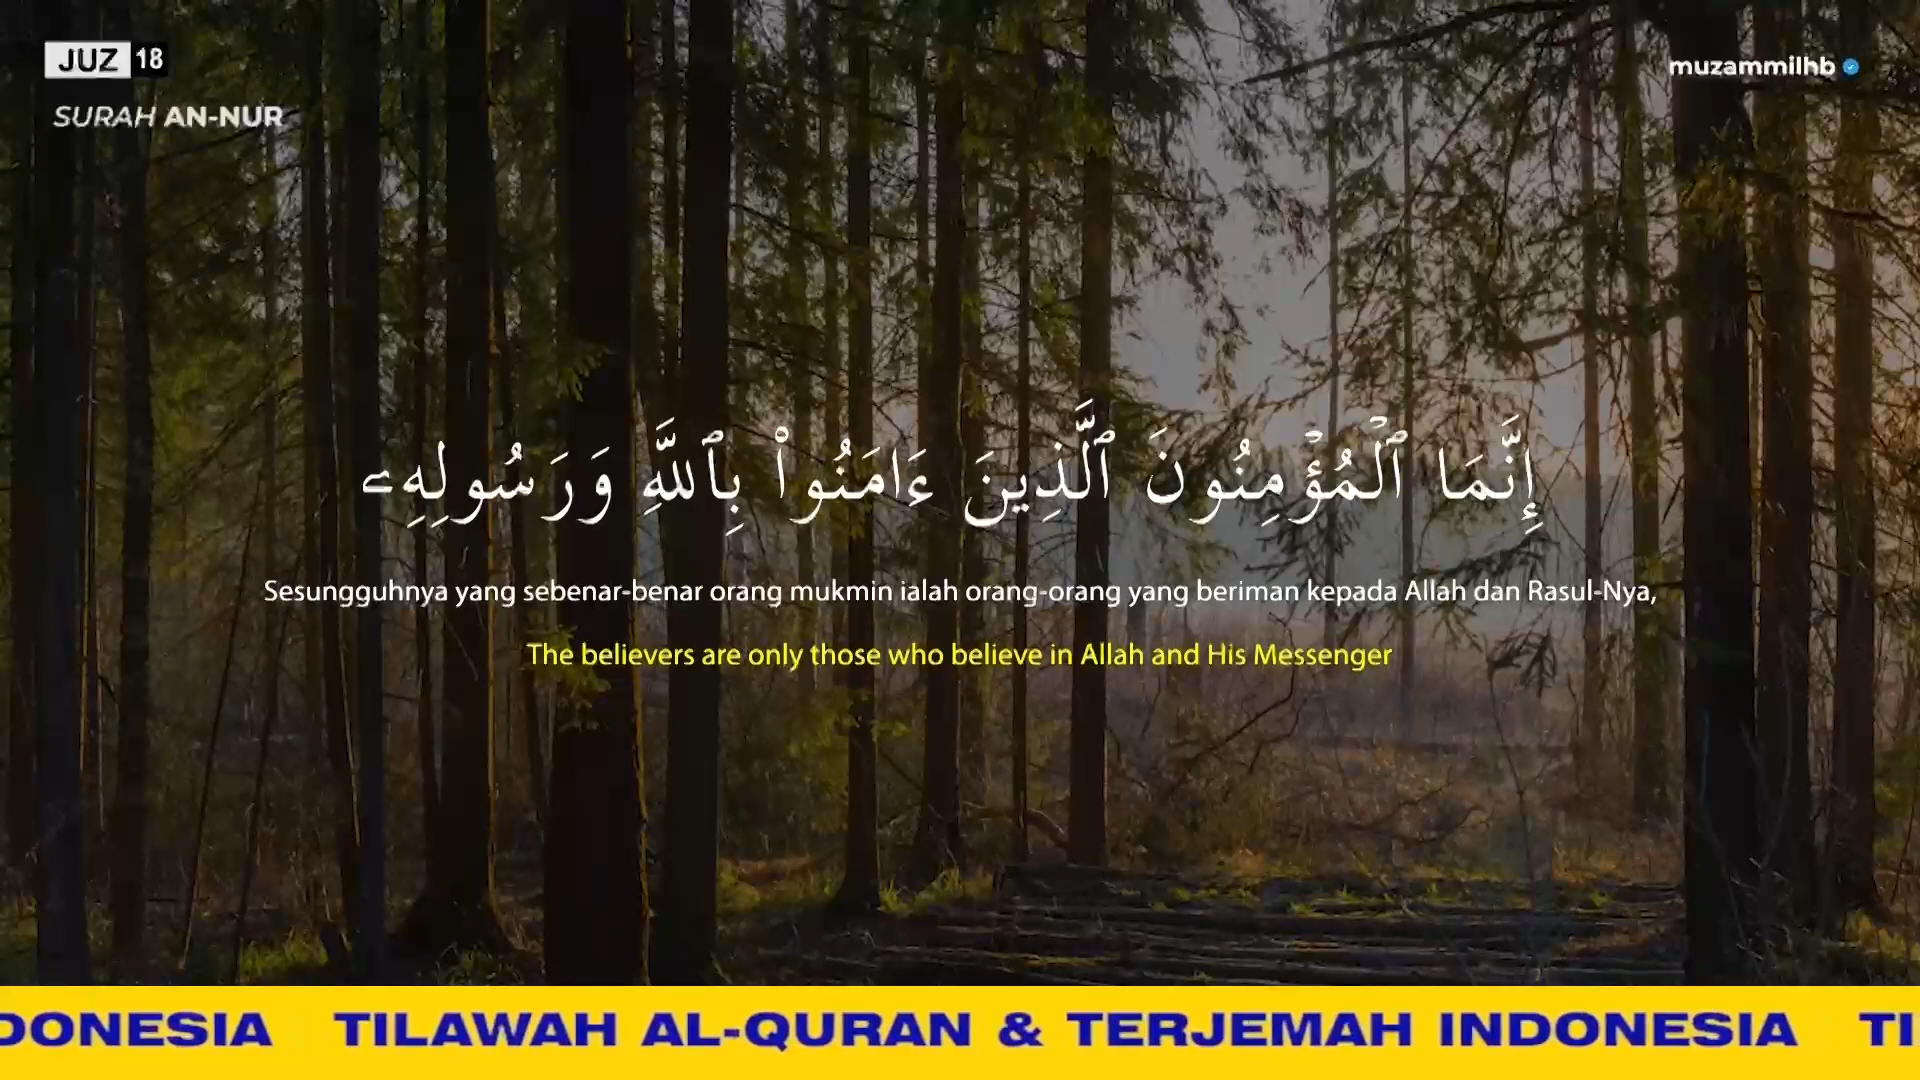 JUZ 18
muzammilhb
SURAH AN-NUR
إِنَّمَا ٱلْمُؤْمِنُونَ ٱلَّذِينَ ءَامَنُوا۟ بِٱللَّهِ وَرَسُولِهِۦ
Sesungguhnya yang sebenar-benar orang mukmin ialah orang-orang yang beriman kepada Allah dan Rasul-Nya,
The believers are only those who believe in Allah and His Messenger
DONESIA TILAWAH AL-QURAN & TERJEMAH INDONESIA TI